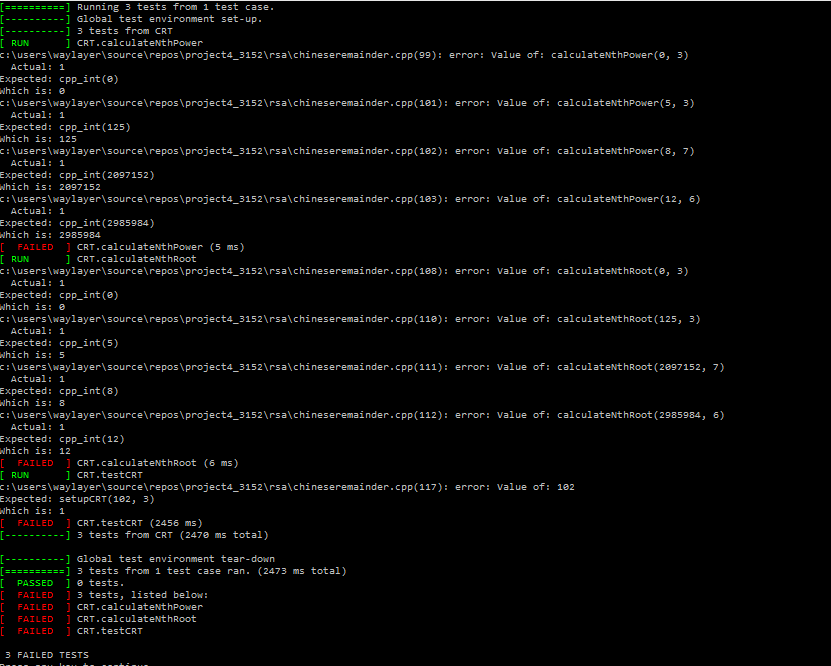 [==========] Running 3 tests from 1 test case.
[----------] Global test environment set-up.
[----------] 3 tests from CRT
[ RUN      ] CRT.calculateNthPower
c:\users\waylayer\source\repos\project4_3152\rsa\chineseremainder.cpp(99): error: Value of: calculateNthPower(0, 3)
  Actual: 1
Expected: cpp_int(0)
Which is: 0
c:\users\waylayer\source\repos\project4_3152\rsa\chineseremainder.cpp(101): error: Value of: calculateNthPower(5, 3)
  Actual: 1
Expected: cpp_int(125)
Which is: 125
c:\users\waylayer\source\repos\project4_3152\rsa\chineseremainder.cpp(102): error: Value of: calculateNthPower(8, 7)
  Actual: 1
Expected: cpp_int(2097152)
Which is: 2097152
c:\users\waylayer\source\repos\project4_3152\rsa\chineseremainder.cpp(103): error: Value of: calculateNthPower(12, 6)
  Actual: 1
Expected: cpp_int(2985984)
Which is: 2985984
[  FAILED  ] CRT.calculateNthPower (5 ms)
[ RUN      ] CRT.calculateNthRoot
c:\users\waylayer\source\repos\project4_3152\rsa\chineseremainder.cpp(108): error: Value of: calculateNthRoot(0, 3)
  Actual: 1
Expected: cpp_int(0)
Which is: 0
c:\users\waylayer\source\repos\project4_3152\rsa\chineseremainder.cpp(110): error: Value of: calculateNthRoot(125, 3)
  Actual: 1
Expected: cpp_int(5)
Which is: 5
c:\users\waylayer\source\repos\project4_3152\rsa\chineseremainder.cpp(111): error: Value of: calculateNthRoot(2097152, 7)
  Actual: 1
Expected: cpp_int(8)
Which is: 8
c:\users\waylayer\source\repos\project4_3152\rsa\chineseremainder.cpp(112): error: Value of: calculateNthRoot(2985984, 6)
  Actual: 1
Expected: cpp_int(12)
Which is: 12
[  FAILED  ] CRT.calculateNthRoot (6 ms)
[ RUN      ] CRT.testCRT
c:\users\waylayer\source\repos\project4_3152\rsa\chineseremainder.cpp(117): error: Value of: 102
Expected: setupCRT(102, 3)
Which is: 1
[  FAILED  ] CRT.testCRT (2456 ms)
[----------] 3 tests from CRT (2470 ms total)
[----------] Global test environment tear-down
[==========] 3 tests from 1 test case ran. (2473 ms total)
[  PASSED  ] 0 tests.
[  FAILED  ] 3 tests, listed below:
[  FAILED  ] CRT.calculateNthPower
[  FAILED  ] CRT.calculateNthRoot
[  FAILED  ] CRT.testCRT
 3 FAILED TESTS